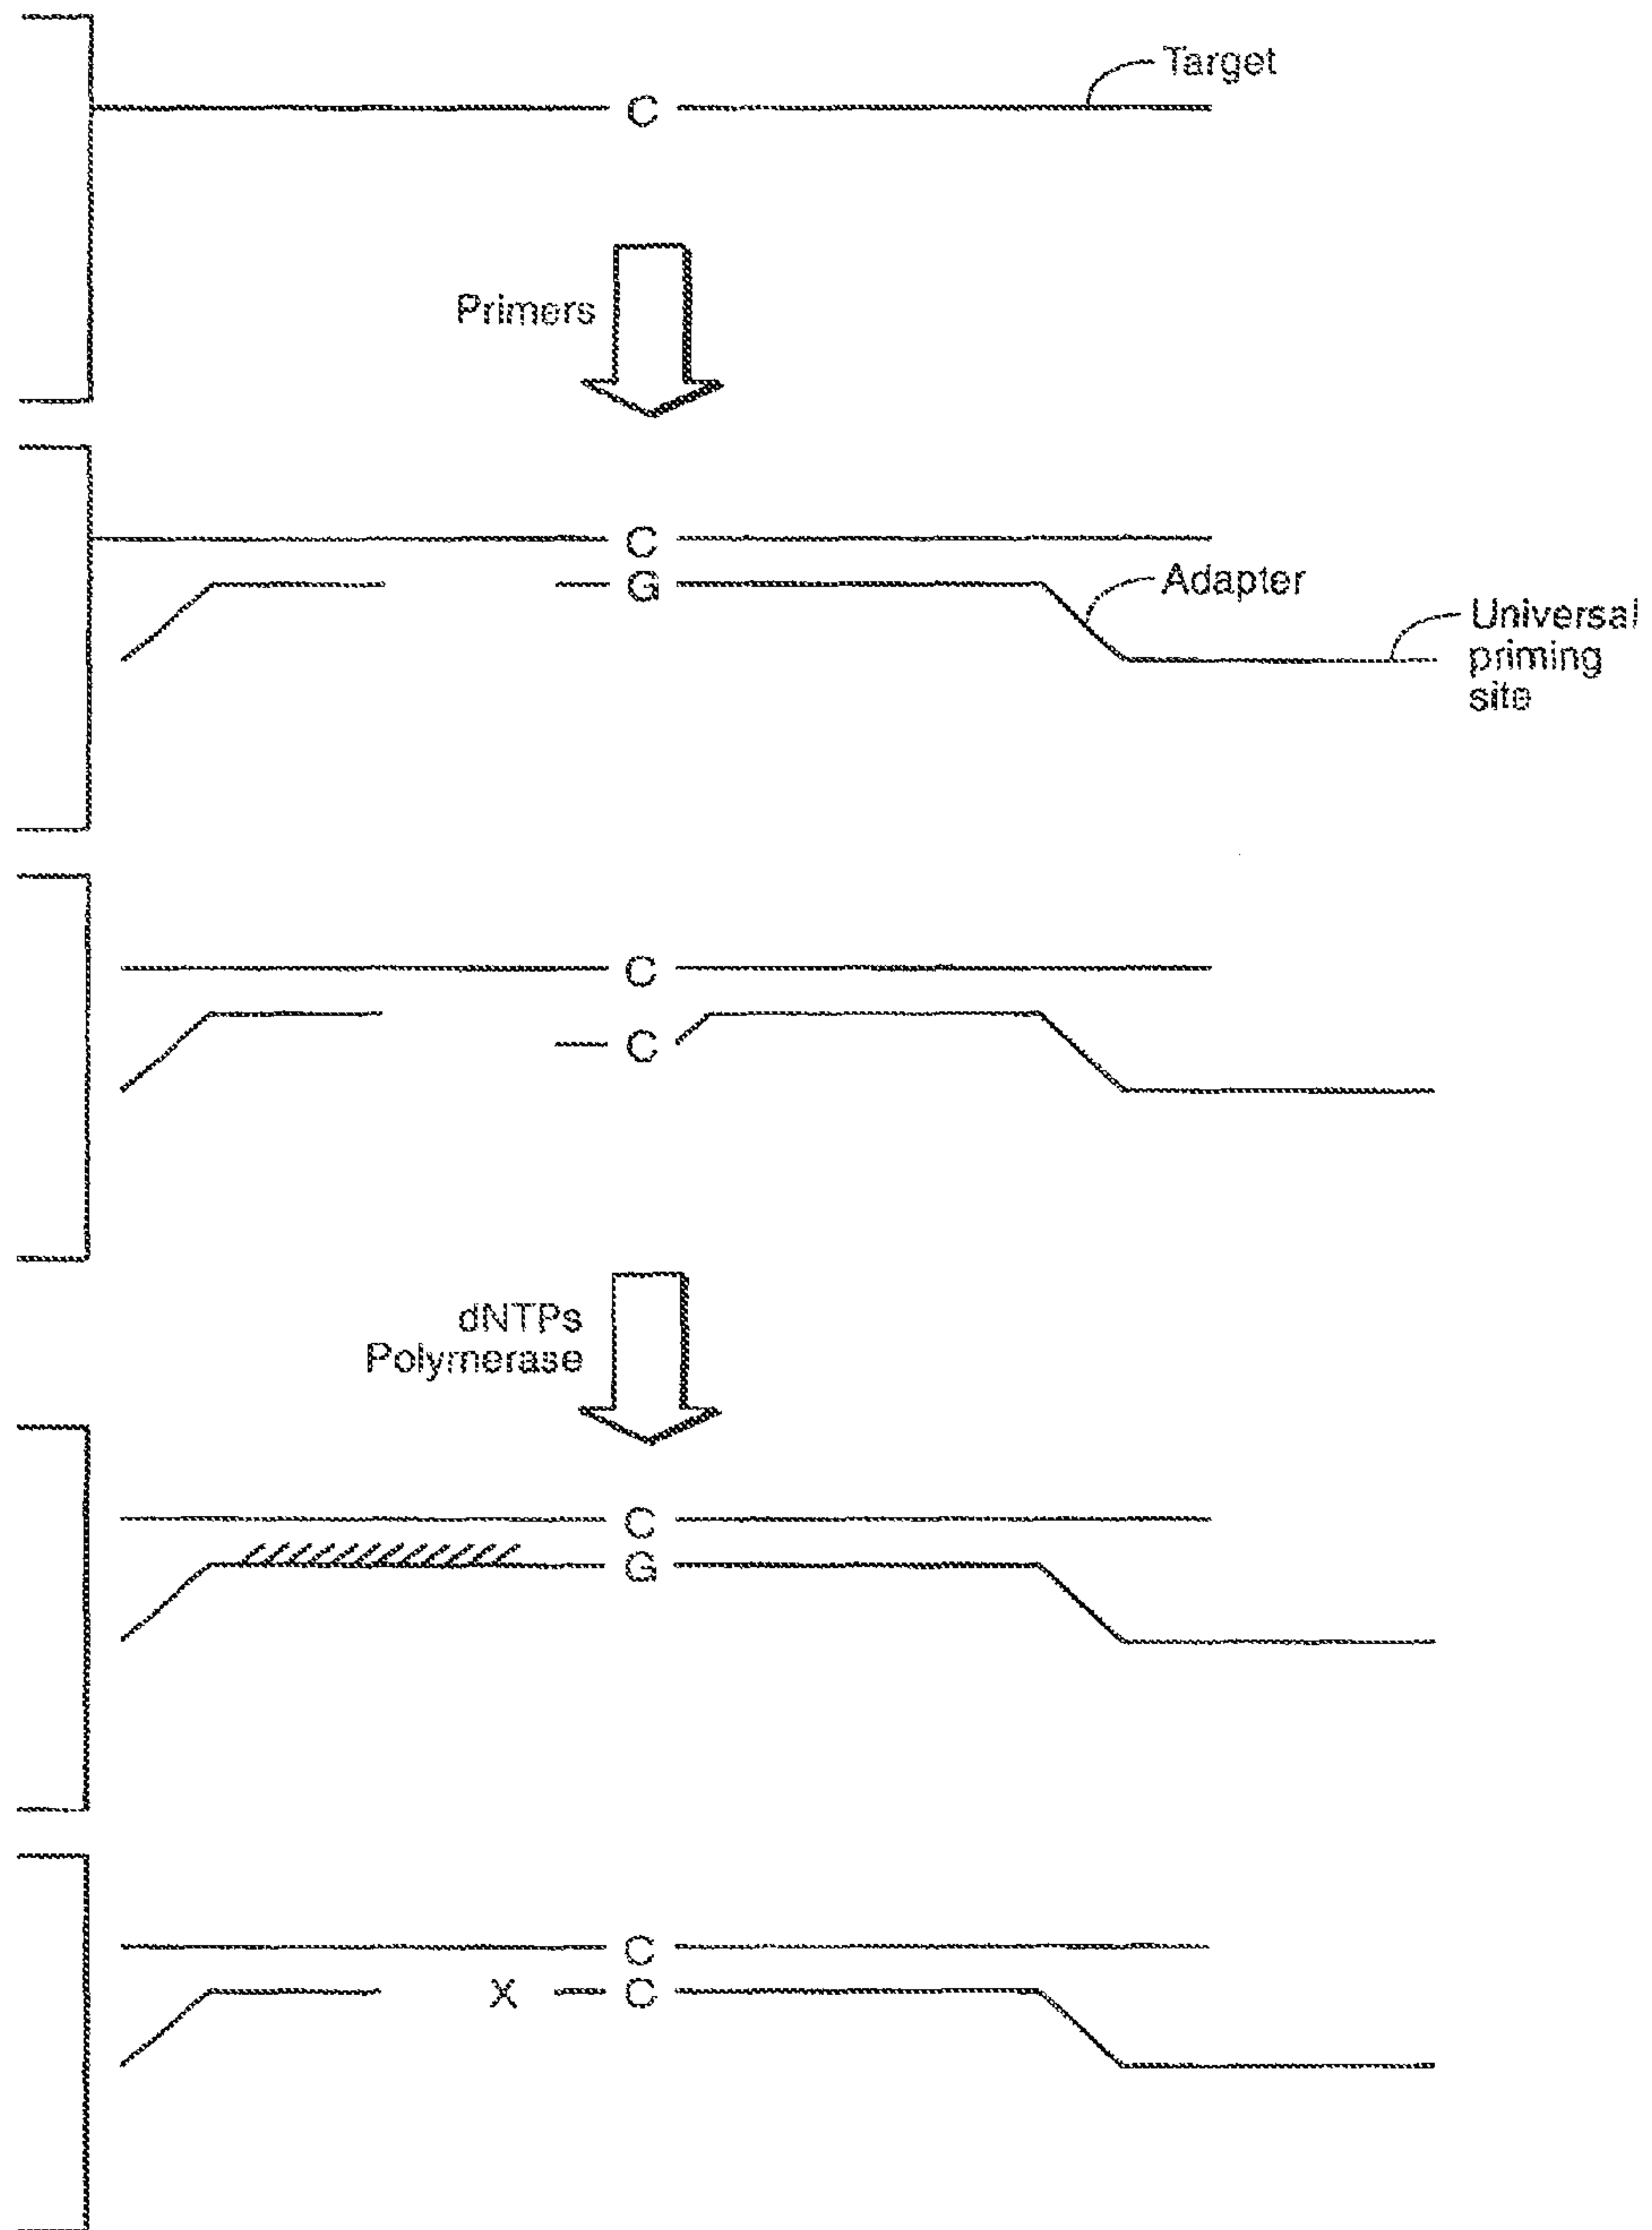 C
Target
Primers
C
G
Adapter
Universal
priming
site
C
C
dNTPs
Polymerase
C
G
C
X
C